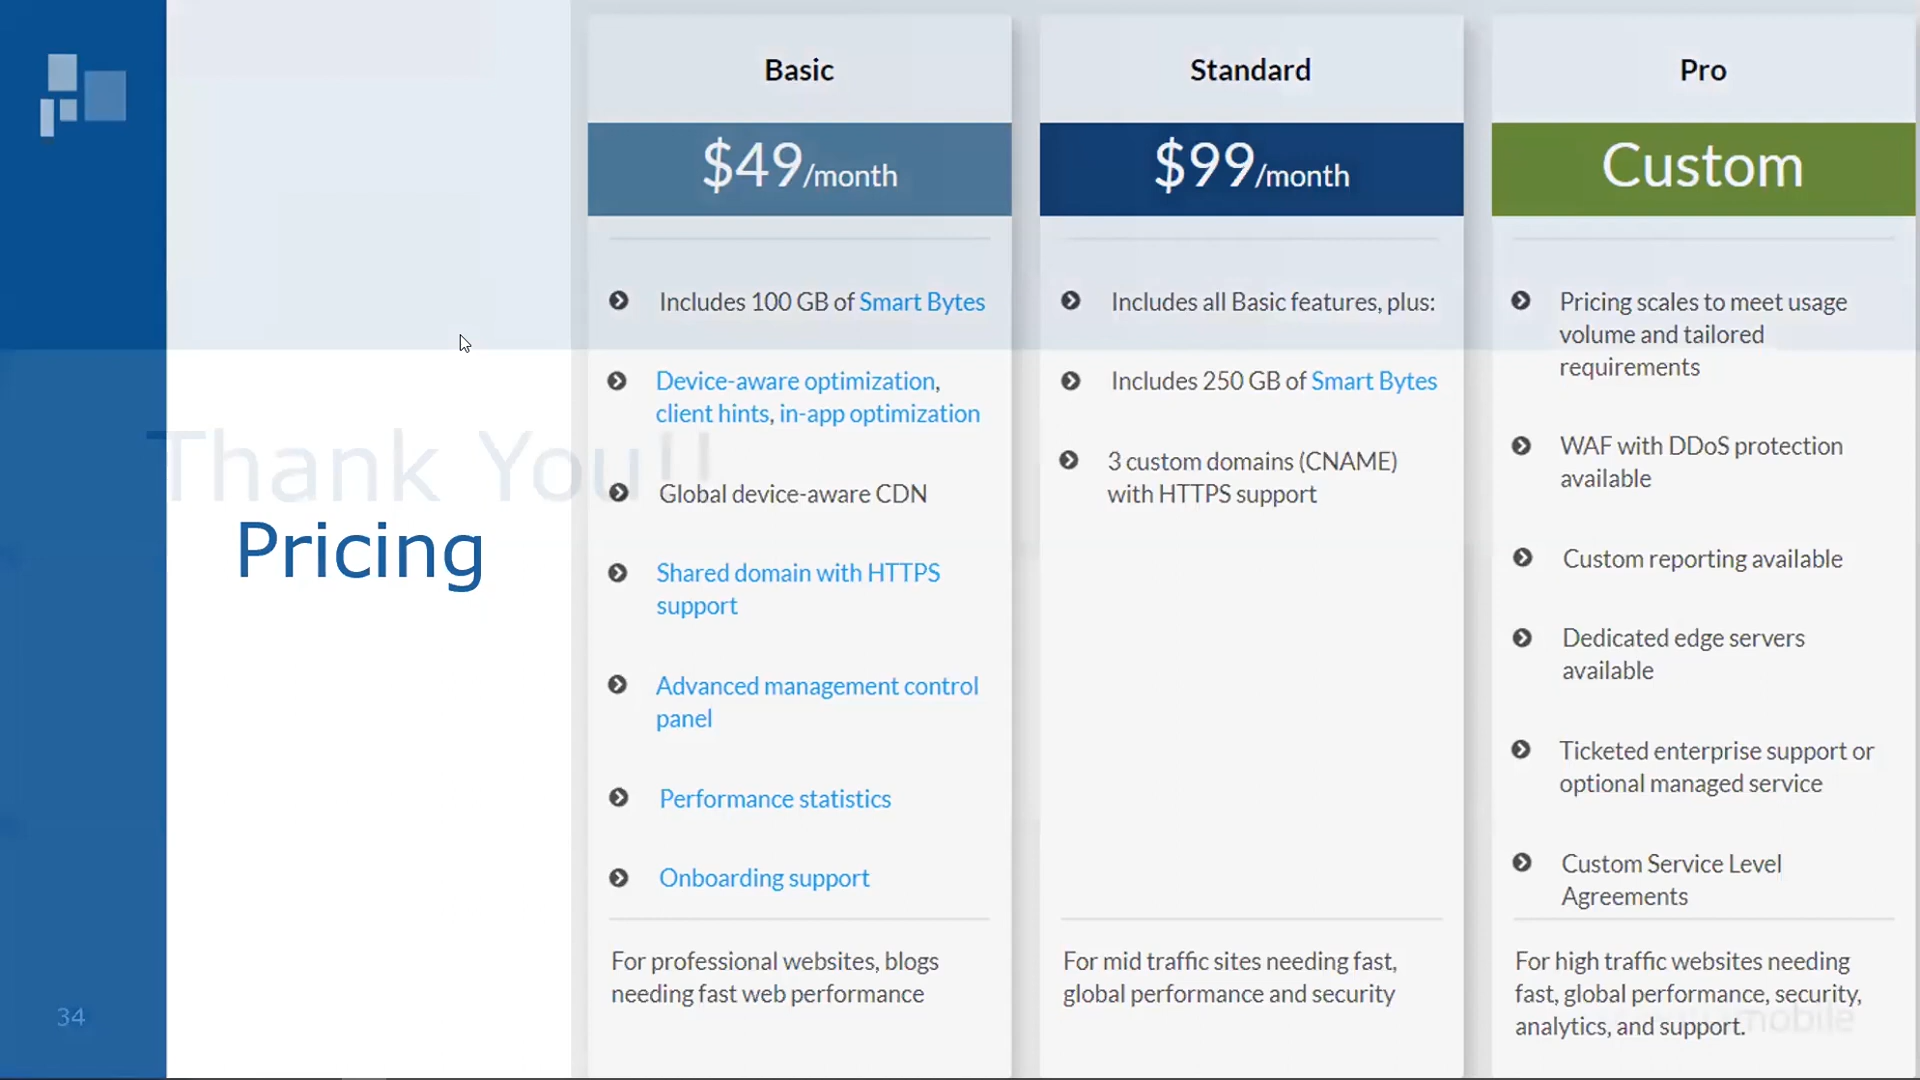 Thank You!!
Pricing
34
Basic
$49/month
Includes 100 GB of Smart Bytes
Device-aware optimization,
client hints, in-app optimization
Global device-aware CDN
Shared domain with HTTPS
support
Advanced management control
panel
Performance statistics
Onboarding support
For professional websites, blogs
needing fast web performance
Standard
$99/month
Includes all Basic features, plus:
Includes 250 GB of Smart Bytes
3 custom domains (CNAME)
with HTTPS support
For mid traffic sites needing fast,
global performance and security
Pro
Custom
Pricing scales to meet usage
volume and tailored
requirements
WAF with DDoS protection
available
Custom reporting available
Dedicated edge servers
available
Ticketed enterprise support or
optional managed service
Custom Service Level
Agreements
For high traffic websites needing
fast, global performance, security,
analytics, and support.
mobile